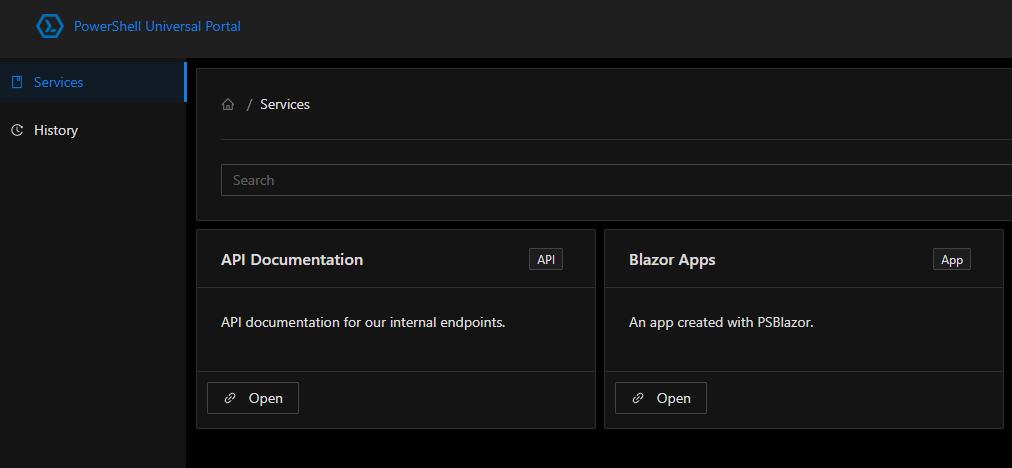 PowerShell Universal Portal
Services
History
/ Services
Search
API Documentation
API
API documentation for our internal endpoints.
Open
Blazor Apps
App
An app created with PSBlazor.
Open